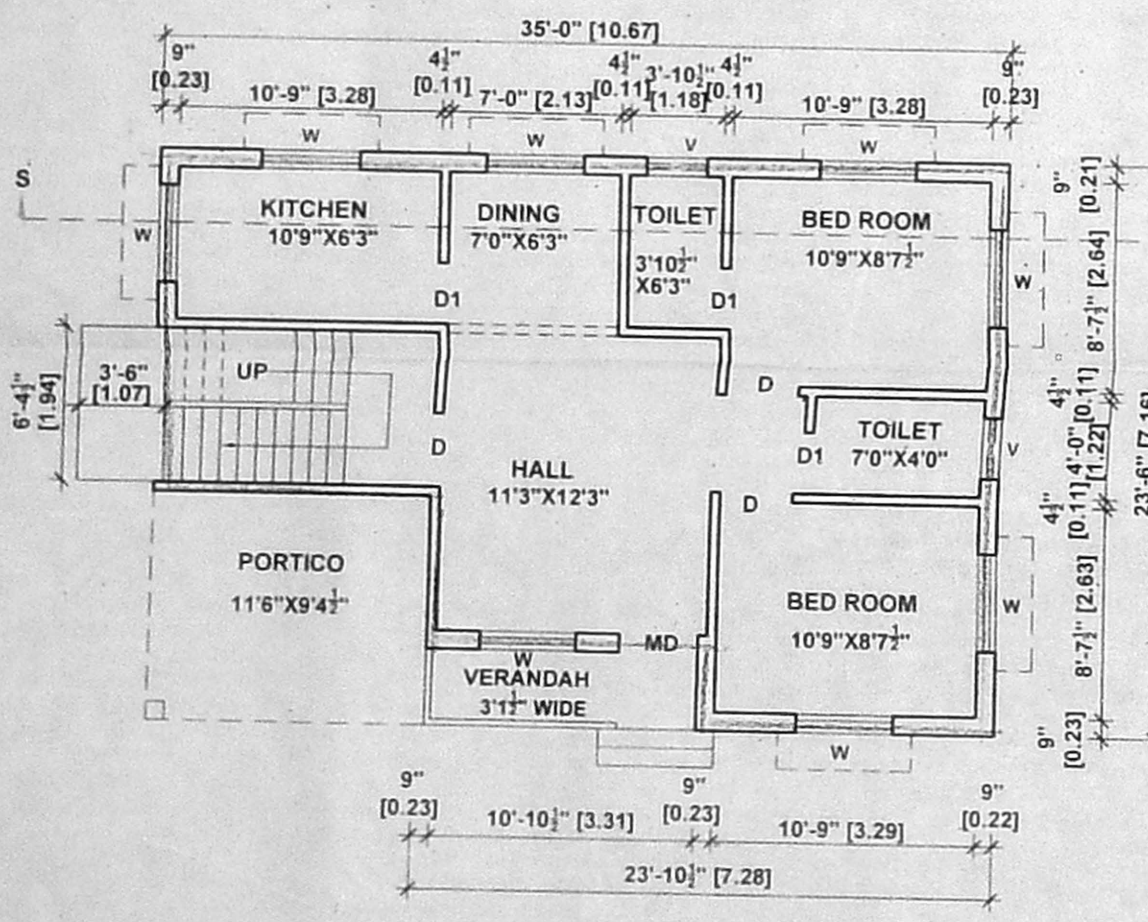 35'-0" [10.67]
9"
[0.23]
10'-9" [3.28]
4½"
[0.11]
7'-0" [2.13]
4½"
[0.11]
3'-10½"
[1.18]
4½"
[0.11]
10'-9" [3.28]
9"
[0.23]
W
W
V
W
S
W
KITCHEN
10'9"X6'3"
DINING
7'0"X6'3"
TOILET
3'10½"
X6'3"
BED ROOM
10'9"X8'7½"
W
D1
D1
9"
[0.21]
8'-7½" [2.64]
4½"
[0.11]
4'-0"
[1.22]
4½"
[0.11]
8'-7½" [2.63]
9"
[0.23]
23'-6" [7.16]
6'-4½"
[1.94]
3'-6"
[1.07]
UP
D
D
TOILET
7'0"X4'0"
D1
V
HALL
11'3"X12'3"
D
PORTICO
11'6"X9'4½"
BED ROOM
10'9"X8'7½"
W
MD
W
VERANDAH
3'1½" WIDE
W
9"
[0.23]
10'-10½" [3.31]
9"
[0.23]
10'-9" [3.29]
9"
[0.22]
23'-10½" [7.28]